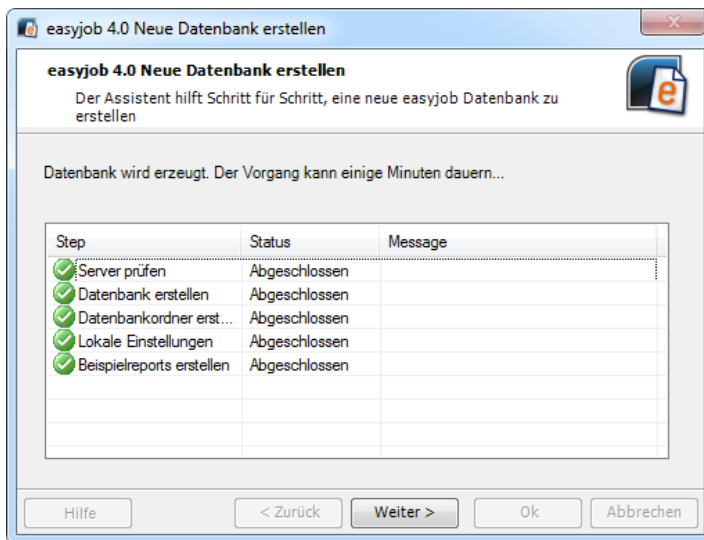 easyjob 4.0 Neue Datenbank erstellen
easyjob 4.0 Neue Datenbank erstellen
Der Assistent hilft Schritt für Schritt, eine neue easyjob Datenbank zu
erstellen
Datenbank wird erzeugt. Der Vorgang kann einige Minuten dauern...
Step Status Message
Server prüfen Abgeschlossen
Datenbank erstellen Abgeschlossen
Datenbankordner erst... Abgeschlossen
Lokale Einstellungen Abgeschlossen
Beispielreports erstellen Abgeschlossen
Hilfe < Zurück Weiter > Ok Abbrechen